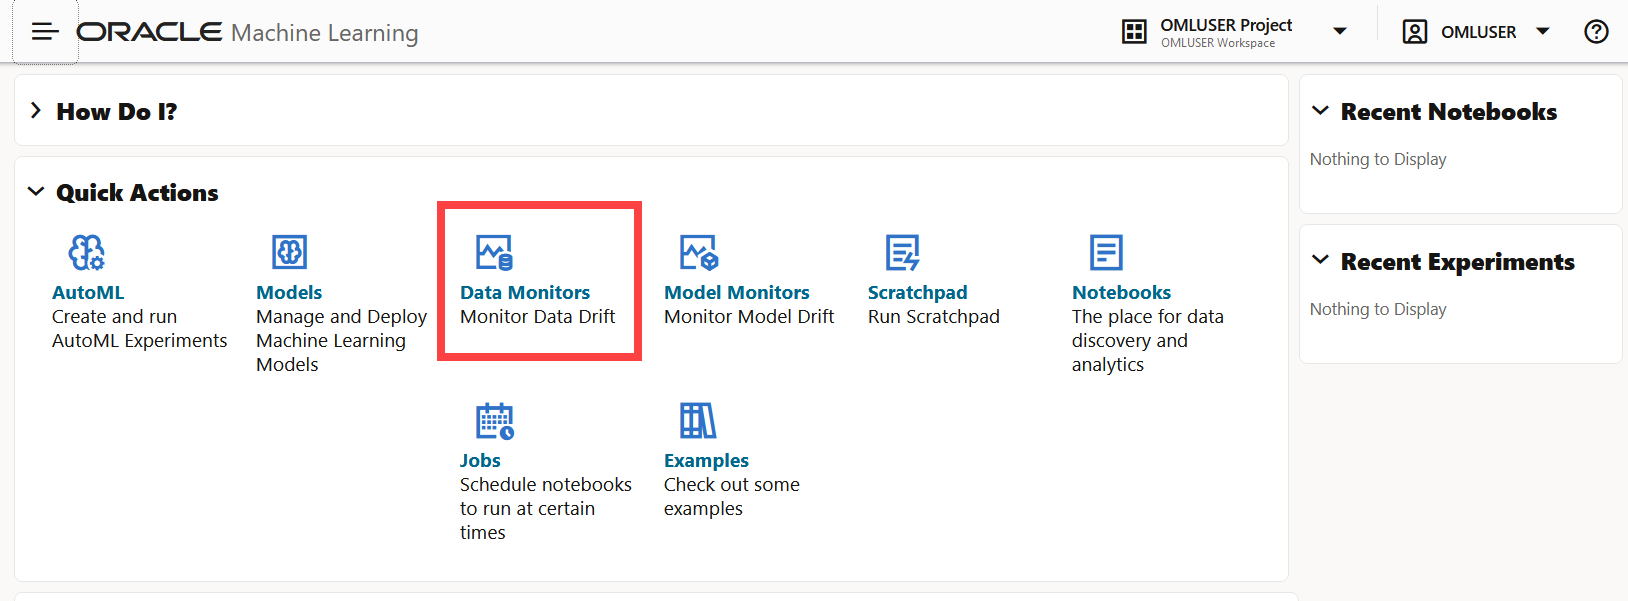 ORACLE Machine Learning
OMLUSER Project
OMLUSER Workspace
OMLUSER
How Do I?
Quick Actions
AutoML
Create and run
AutoML Experiments
Models
Manage and Deploy
Machine Learning
Models
Data Monitors
Monitor Data Drift
Model Monitors
Monitor Model Drift
Scratchpad
Run Scratchpad
Notebooks
The place for data
discovery and
analytics
Jobs
Schedule notebooks
to run at certain
times
Examples
Check out some
examples
Recent Notebooks
Nothing to Display
Recent Experiments
Nothing to Display